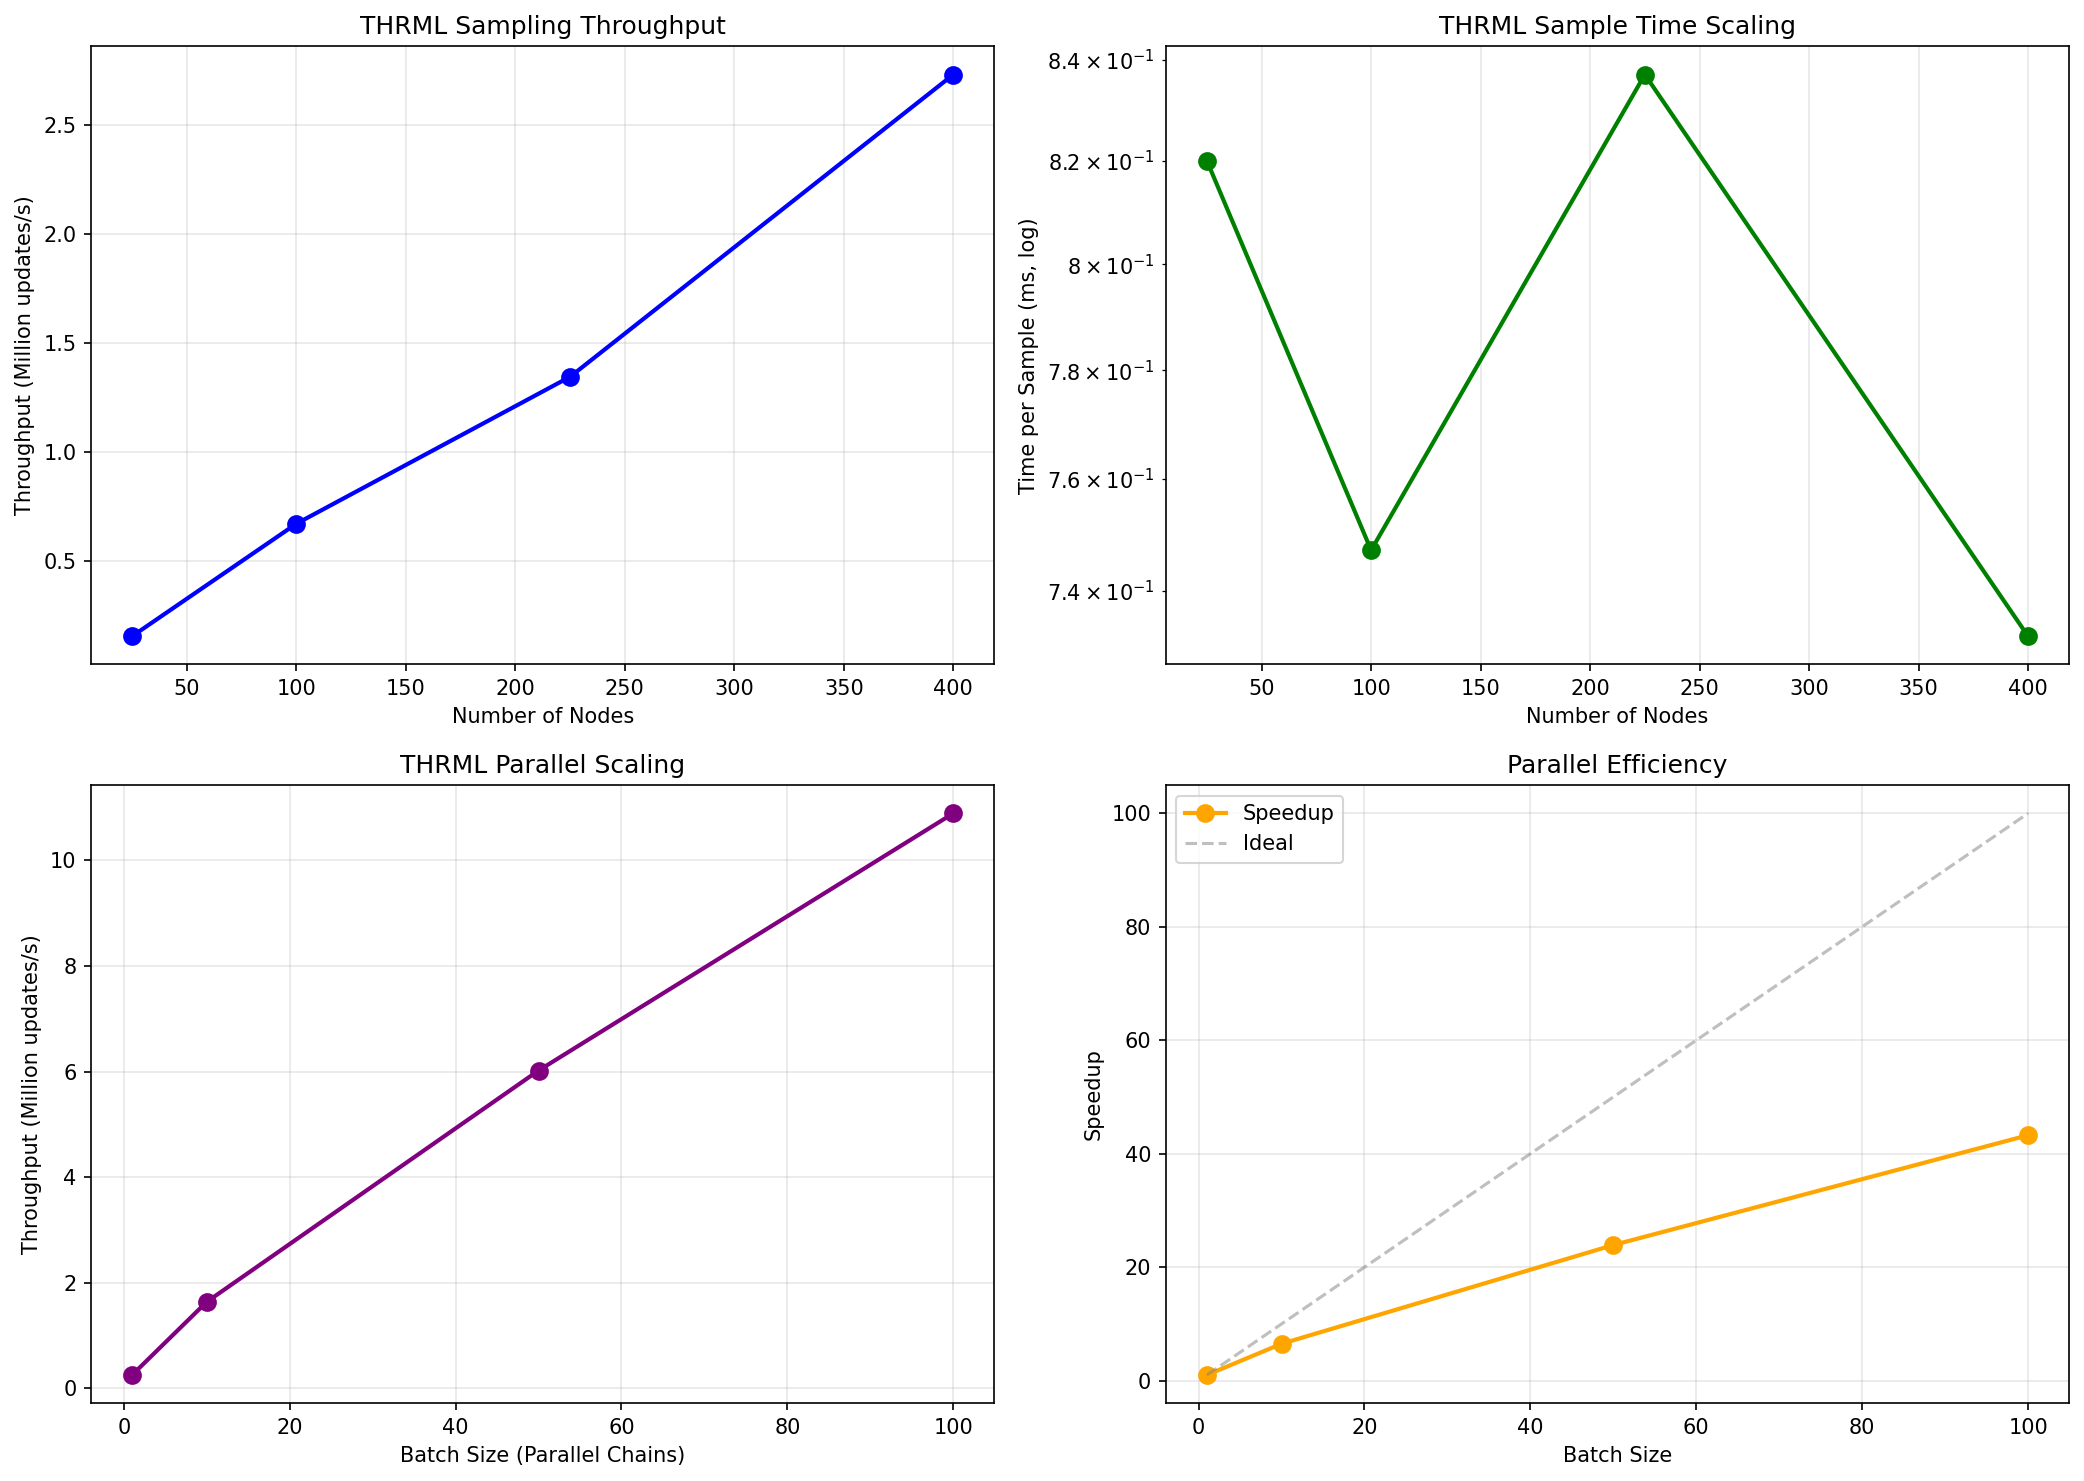 THRML Sampling Throughput
Throughput (Million updates/s)
2.5
2.0
1.5
1.0
0.5
50 100 150 200 250 300 350 400
Number of Nodes
THRML Sample Time Scaling
Time per Sample (ms, log)
8.4 × 10⁻¹
8.2 × 10⁻¹
8 × 10⁻¹
7.8 × 10⁻¹
7.6 × 10⁻¹
7.4 × 10⁻¹
50 100 150 200 250 300 350 400
Number of Nodes
THRML Parallel Scaling
Throughput (Million updates/s)
10
8
6
4
2
0
0 20 40 60 80 100
Batch Size (Parallel Chains)
Parallel Efficiency
Speedup
Ideal
Speedup
100
80
60
40
20
0
0 20 40 60 80 100
Batch Size